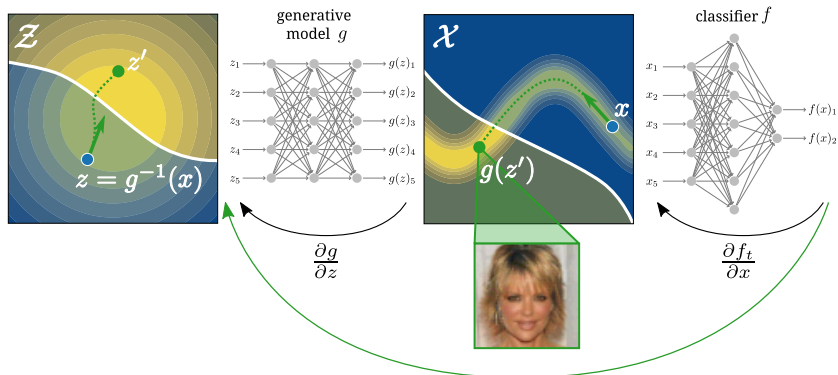 𝒵
z′
z = g⁻¹(x)
generative
model g
z₁
z₂
z₃
z₄
z₅
g(z)₁
g(z)₂
g(z)₃
g(z)₄
g(z)₅
∂g
∂z
𝒳
x
g(z′)
classifier f
x₁
x₂
x₃
x₄
x₅
f(x)₁
f(x)₂
∂fₜ
∂x